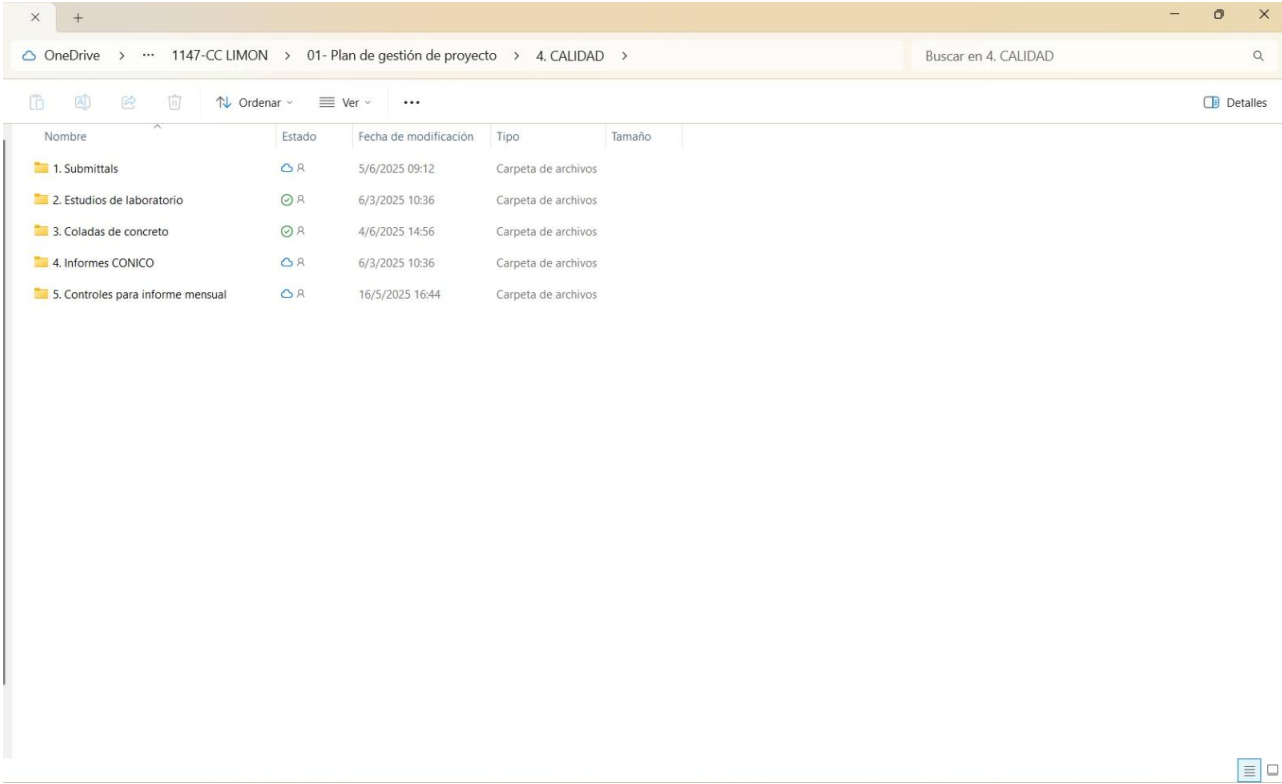 OneDrive > ... 1147-CC LIMON > 01- Plan de gestión de proyecto > 4. CALIDAD > Buscar en 4. CALIDAD
Ordenar Ver ... Detalles
Nombre Estado Fecha de modificación Tipo Tamaño
1. Submittals 5/6/2025 09:12 Carpeta de archivos
2. Estudios de laboratorio 6/3/2025 10:36 Carpeta de archivos
3. Coladas de concreto 4/6/2025 14:56 Carpeta de archivos
4. Informes CONICO 6/3/2025 10:36 Carpeta de archivos
5. Controles para informe mensual 16/5/2025 16:44 Carpeta de archivos